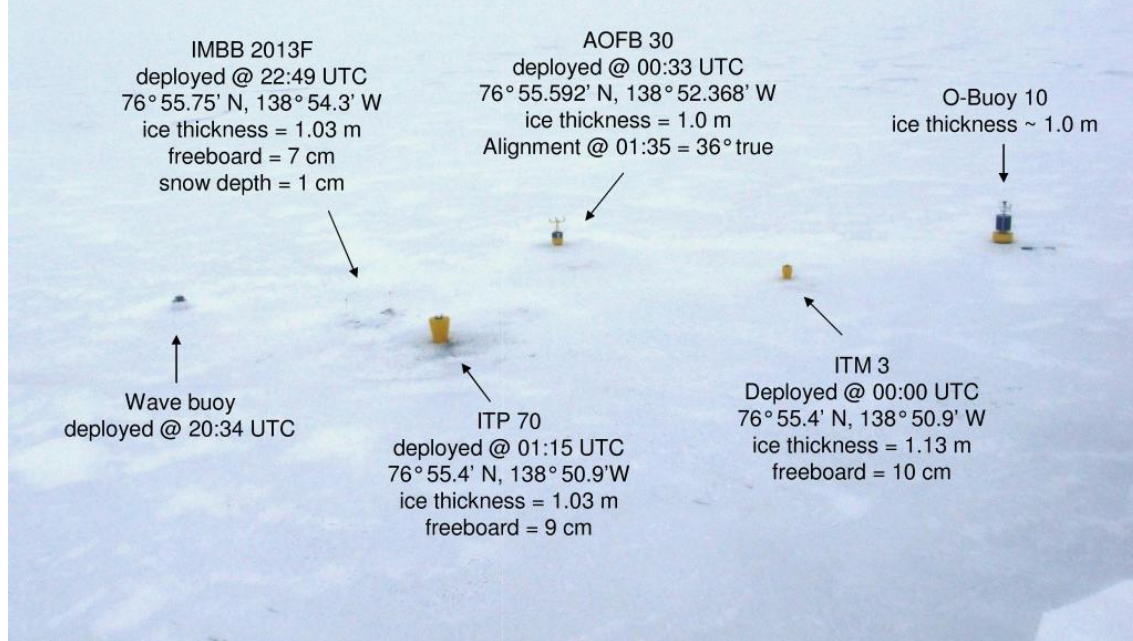 IMBB 2013F
deployed @ 22:49 UTC
76° 55.75' N, 138° 54.3' W
ice thickness = 1.03 m
freeboard = 7 cm
snow depth = 1 cm
AOFB 30
deployed @ 00:33 UTC
76° 55.592' N, 138° 52.368' W
ice thickness = 1.0 m
Alignment @ 01:35 = 36° true
O-Buoy 10
ice thickness ~ 1.0 m
Wave buoy
deployed @ 20:34 UTC
ITP 70
deployed @ 01:15 UTC
76° 55.4' N, 138° 50.9'W
ice thickness = 1.03 m
freeboard = 9 cm
ITM 3
Deployed @ 00:00 UTC
76° 55.4' N, 138° 50.9' W
ice thickness = 1.13 m
freeboard = 10 cm